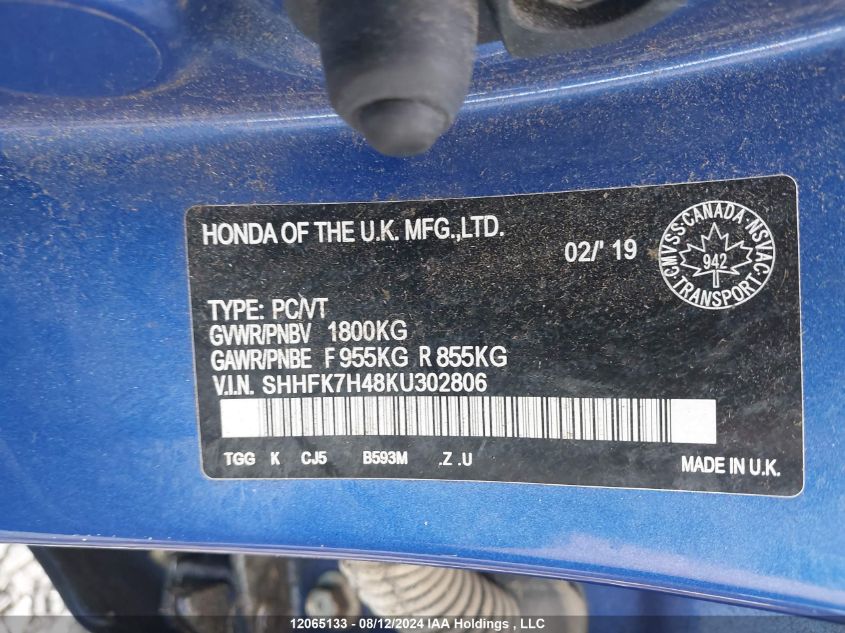 HONDA OF THE U.K. MFG.,LTD.
02/' 19
CMVSS·CANADA·NSVAC·TRANSPORT·
942
TYPE: PC/VT
GVWR/PNBV 1800KG
GAWR/PNBE F 955KG R 855KG
V.I.N. SHHFK7H48KU302806
TGG K CJ5 B593M .Z .U
MADE IN U.K.
12065133 - 08/12/2024 IAA Holdings , LLC